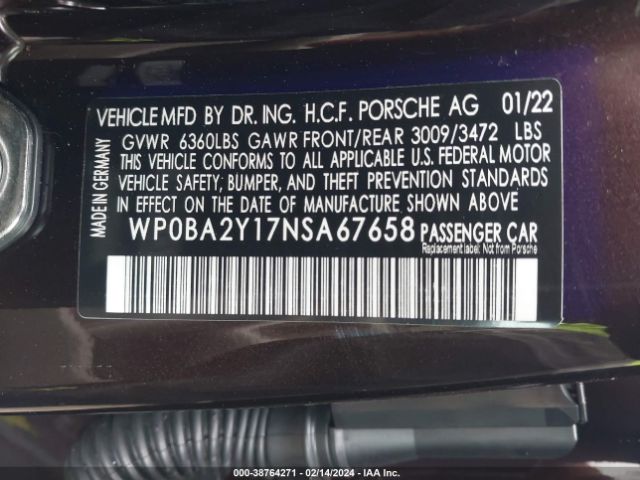 VEHICLE MFD BY DR. ING. H.C.F. PORSCHE AG 01/22
GVWR 6360LBS GAWR FRONT/REAR 3009/3472 LBS
THIS VEHICLE CONFORMS TO ALL APPLICABLE U.S. FEDERAL MOTOR
VEHICLE SAFETY, BUMPER, AND THEFT PREVENTION STANDARDS
IN EFFECT ON THE DATE OF MANUFACTURE SHOWN ABOVE
WP0BA2Y17NSA67658 PASSENGER CAR
Replacement label: Not from Porsche
MADE IN GERMANY
000-38764271 - 02/14/2024 - IAA Inc.